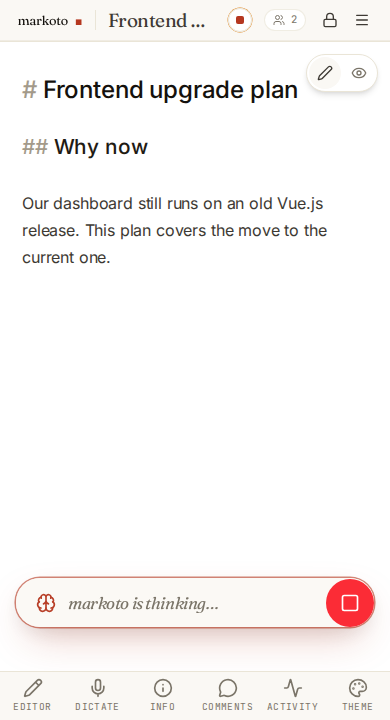 markoto
Frontend ...
2
# Frontend upgrade plan
## Why now
Our dashboard still runs on an old Vue.js
release. This plan covers the move to the
current one.
markoto is thinking...
EDITOR DICTATE INFO COMMENTS ACTIVITY THEME